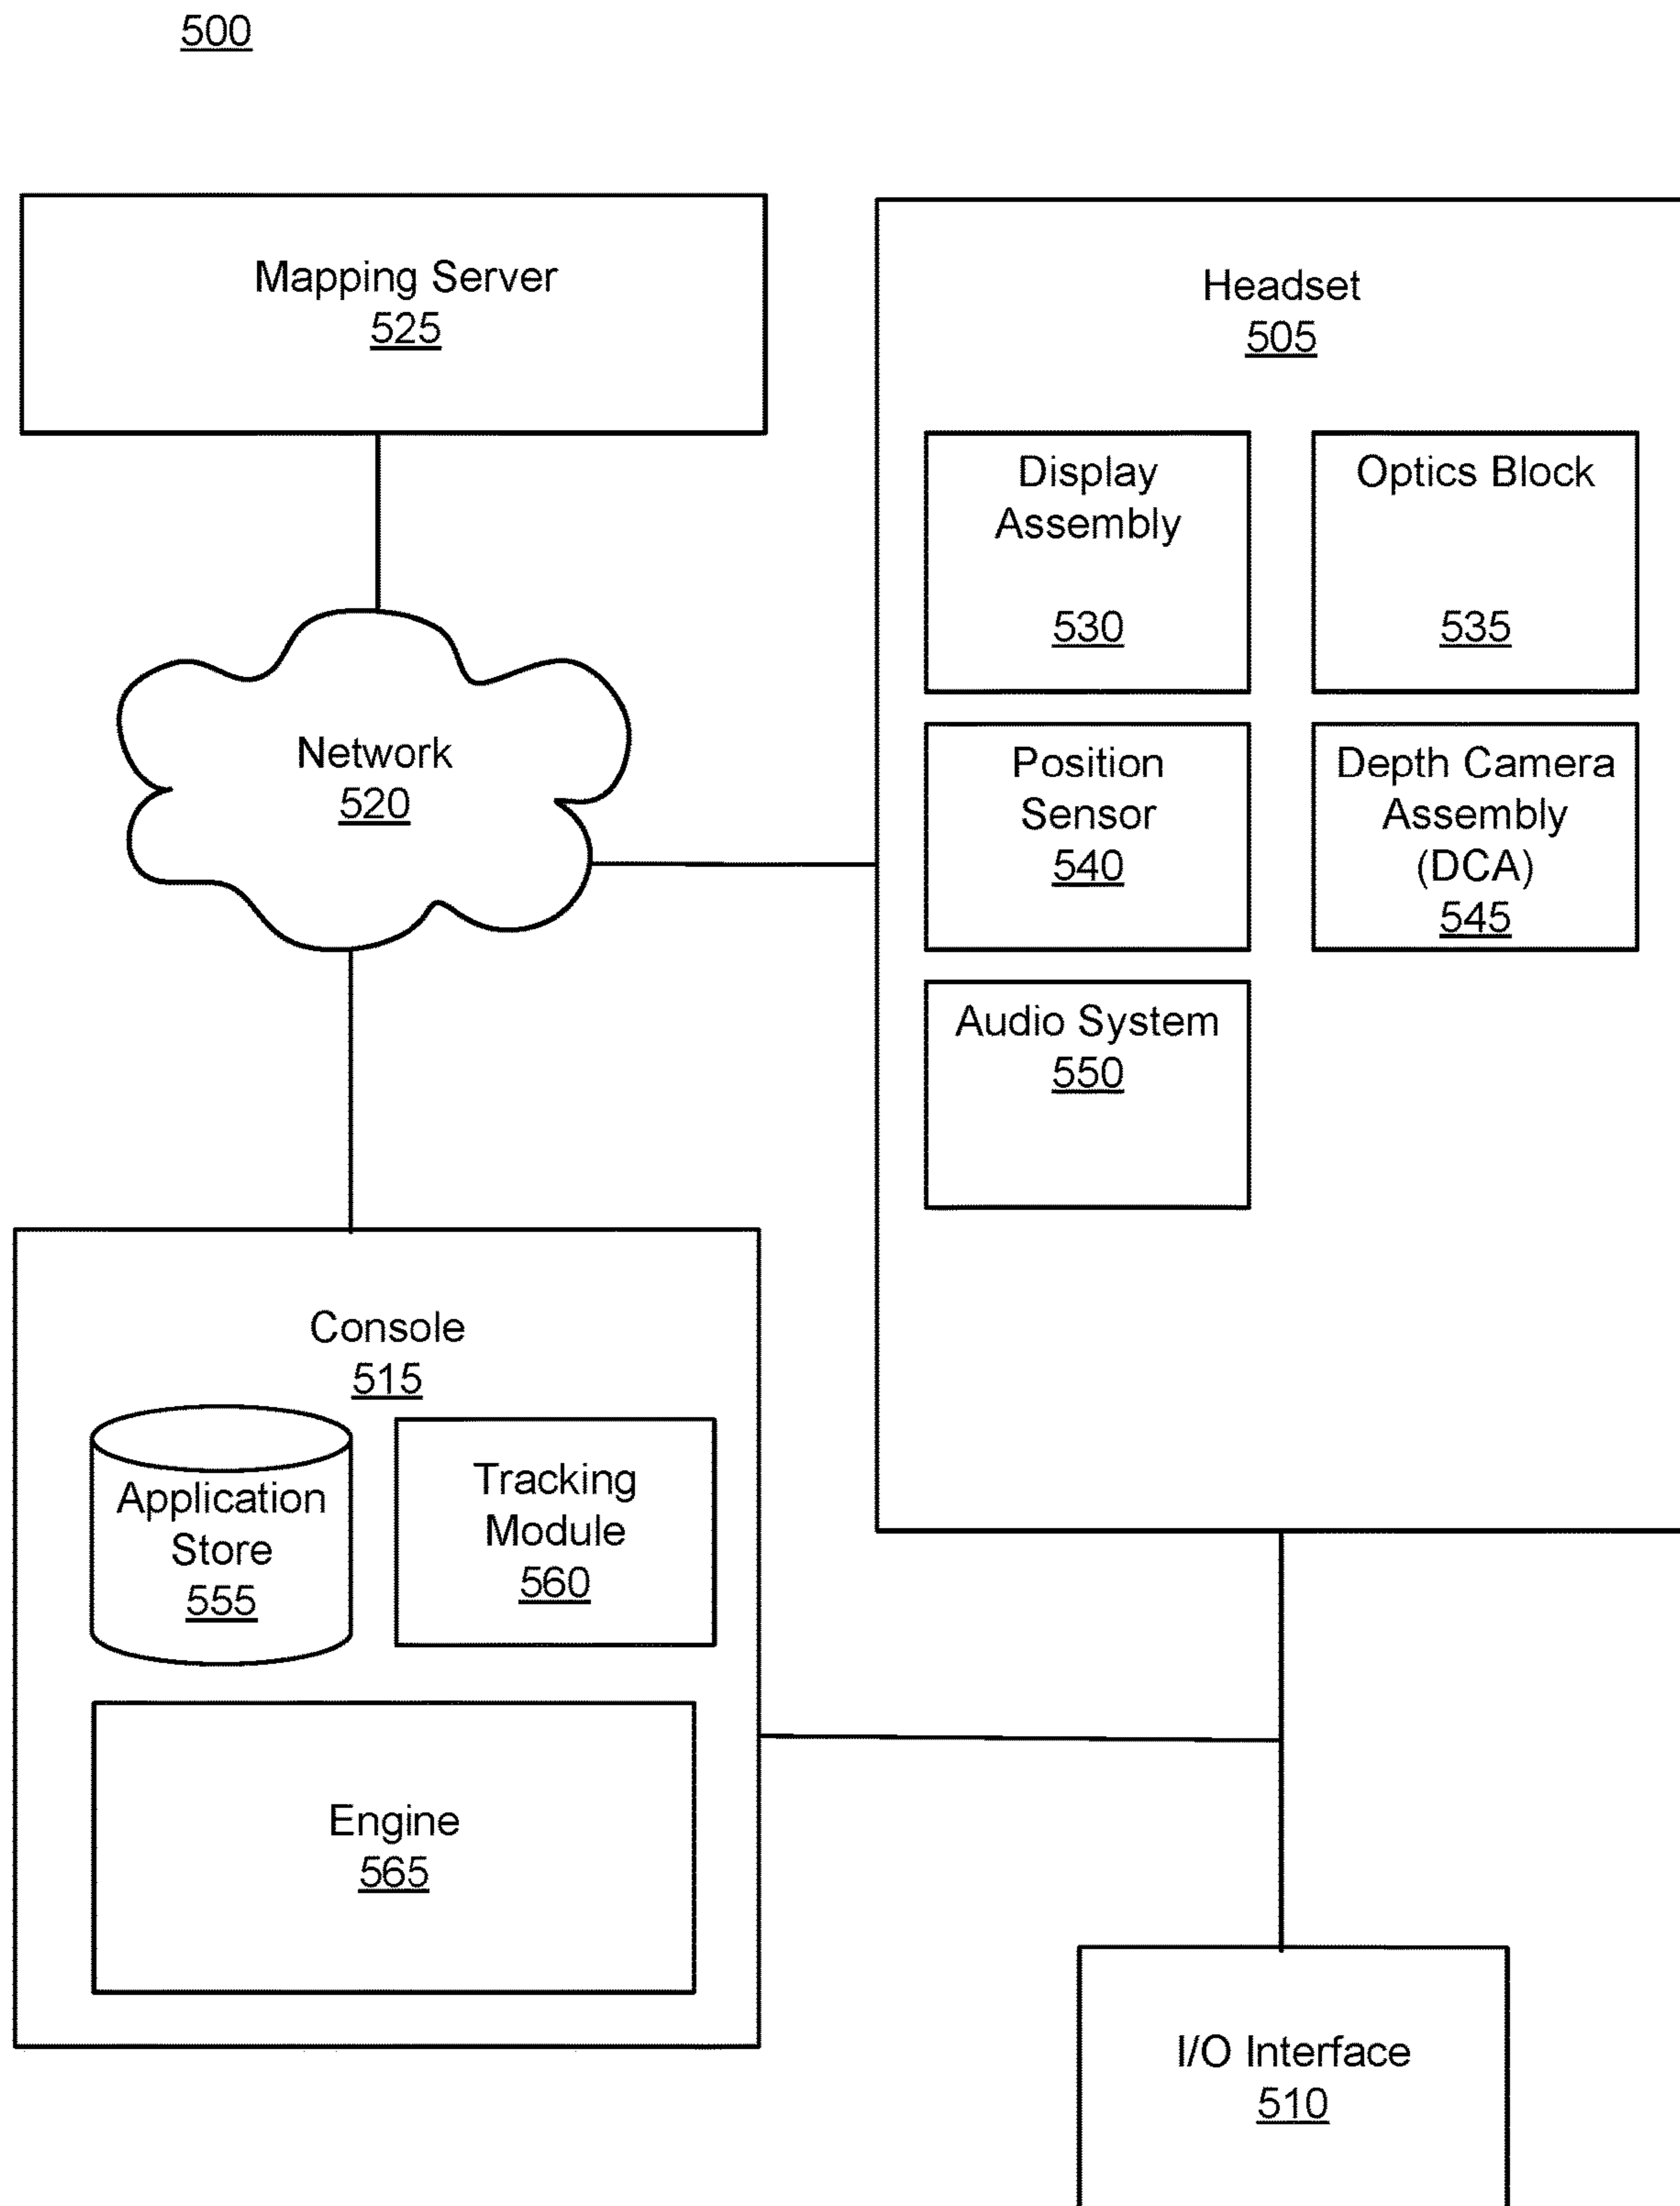 500
Mapping Server
525
Headset
505
Display
Assembly
530
Optics Block
535
Network
520
Position
Sensor
540
Depth Camera
Assembly
(DCA)
545
Audio System
550
Console
515
Application
Store
555
Tracking
Module
560
Engine
565
I/O Interface
510